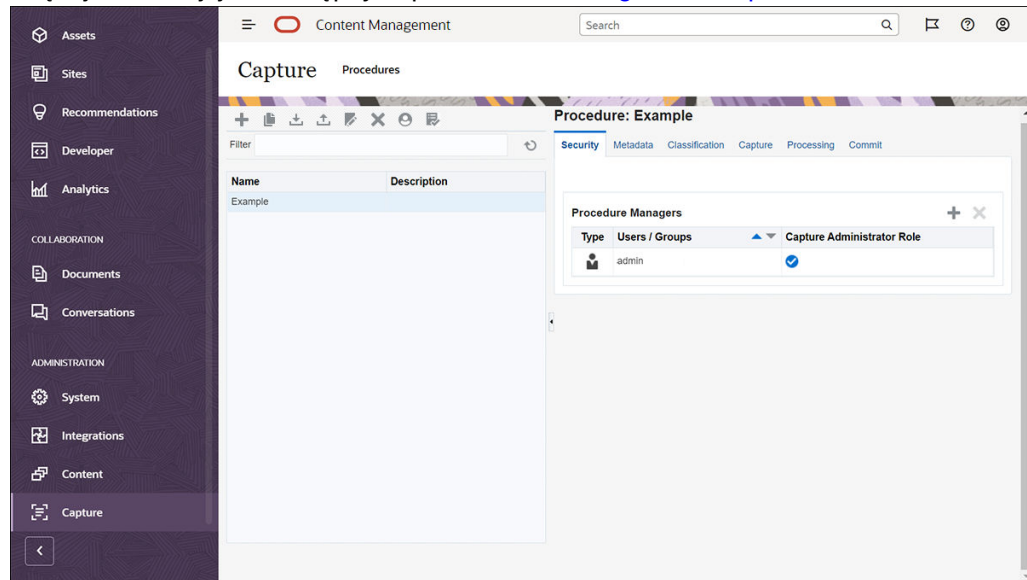 Assets
Sites
Recommendations
Developer
Analytics
COLLABORATION
Documents
Conversations
ADMINISTRATION
System
Integrations
Content
Capture
Content Management
Search
Capture Procedures
Filter
Name Description
Example
Procedure: Example
Security Metadata Classification Capture Processing Commit
Procedure Managers
Type Users / Groups Capture Administrator Role
admin